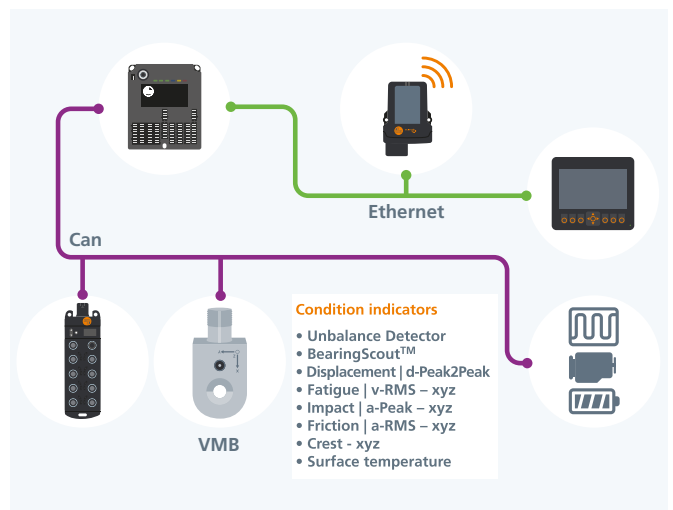 Ethernet
Can
Condition indicators
• Unbalance Detector
• BearingScout™
• Displacement | d-Peak2Peak
• Fatigue | v-RMS – xyz
• Impact | a-Peak – xyz
• Friction | a-RMS – xyz
• Crest - xyz
• Surface temperature
VMB